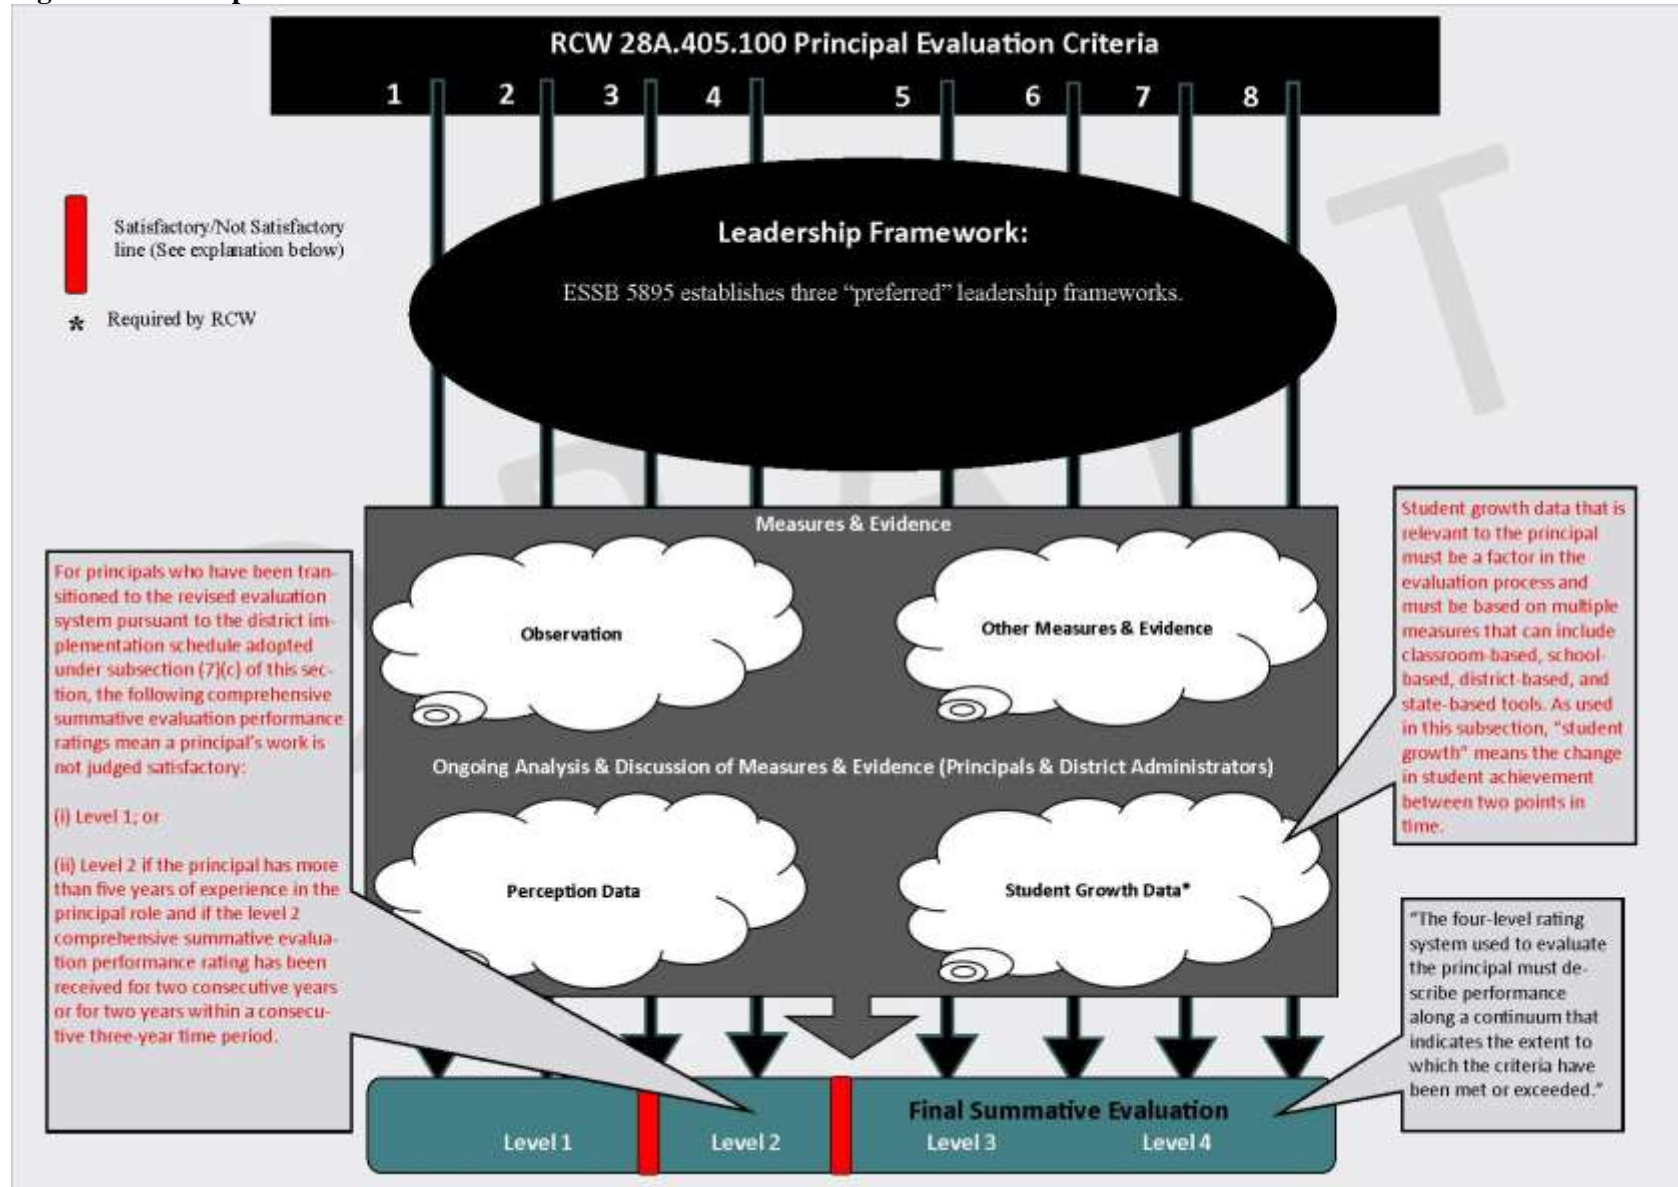 RCW 28A.405.100 Principal Evaluation Criteria
1 2 3 4 5 6 7 8
Satisfactory/Not Satisfactory
line (See explanation below)
* Required by RCW
Leadership Framework:
ESSB 5895 establishes three “preferred” leadership frameworks.
Measures & Evidence
Observation
Other Measures & Evidence
Ongoing Analysis & Discussion of Measures & Evidence (Principals & District Administrators)
Perception Data
Student Growth Data*
For principals who have been tran-
sitioned to the revised evaluation
system pursuant to the district im-
plementation schedule adopted
under subsection (7)(c) of this sec-
tion, the following comprehensive
summative evaluation performance
ratings mean a principal's work is
not judged satisfactory:
(i) Level 1; or
(ii) Level 2 if the principal has more
than five years of experience in the
principal role and if the level 2
comprehensive summative evalua-
tion performance rating has been
received for two consecutive years
or for two years within a consecu-
tive three-year time period.
Student growth data that is
relevant to the principal
must be a factor in the
evaluation process and
must be based on multiple
measures that can include
classroom-based, school-
based, district-based, and
state-based tools. As used
in this subsection, “student
growth” means the change
in student achievement
between two points in
time.
“The four-level rating
system used to evaluate
the principal must de-
scribe performance
along a continuum that
indicates the extent to
which the criteria have
been met or exceeded.”
Final Summative Evaluation
Level 1 Level 2 Level 3 Level 4